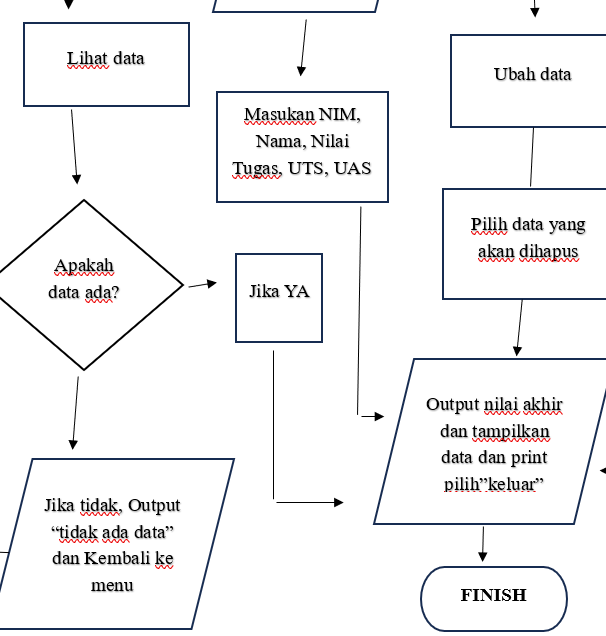 Lihat data
Apakah
data ada?
Jika tidak, Output
“tidak ada data”
dan Kembali ke
menu
Masukan NIM,
Nama, Nilai
Tugas, UTS, UAS
Jika YA
Ubah data
Pilih data yang
akan dihapus
Output nilai akhir
dan tampilkan
data dan print
pilih”keluar”
FINISH